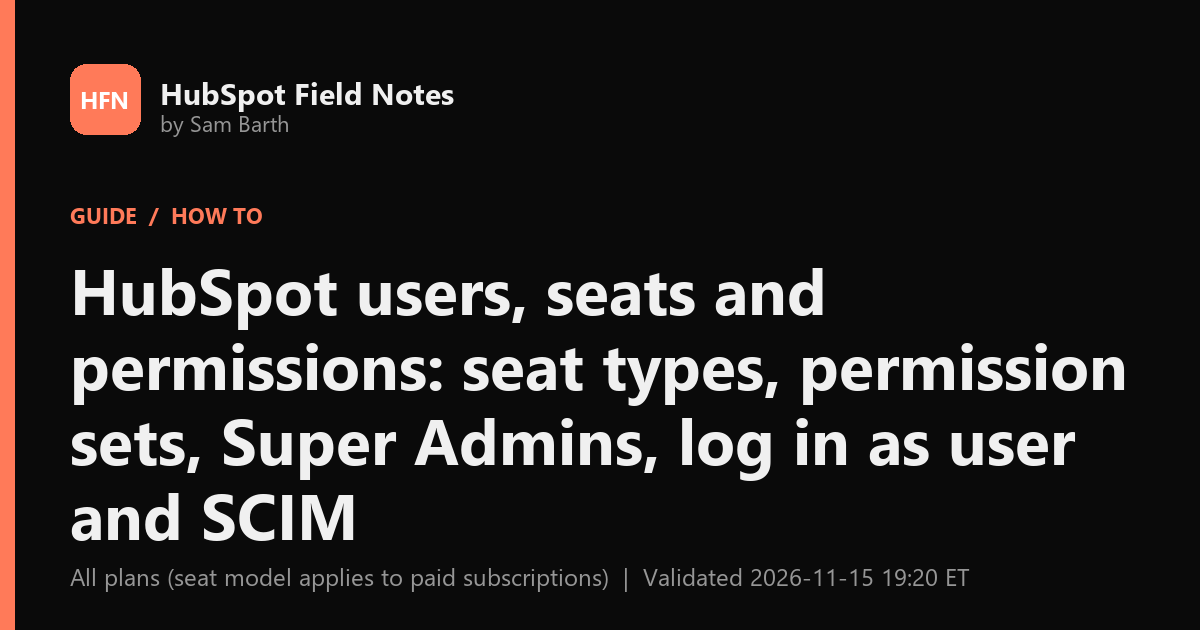 HFN
HubSpot Field Notes
by Sam Barth
GUIDE / HOW TO
HubSpot users, seats and
permissions: seat types, permission
sets, Super Admins, log in as user
and SCIM
All plans (seat model applies to paid subscriptions) | Validated 2026-11-15 19:20 ET